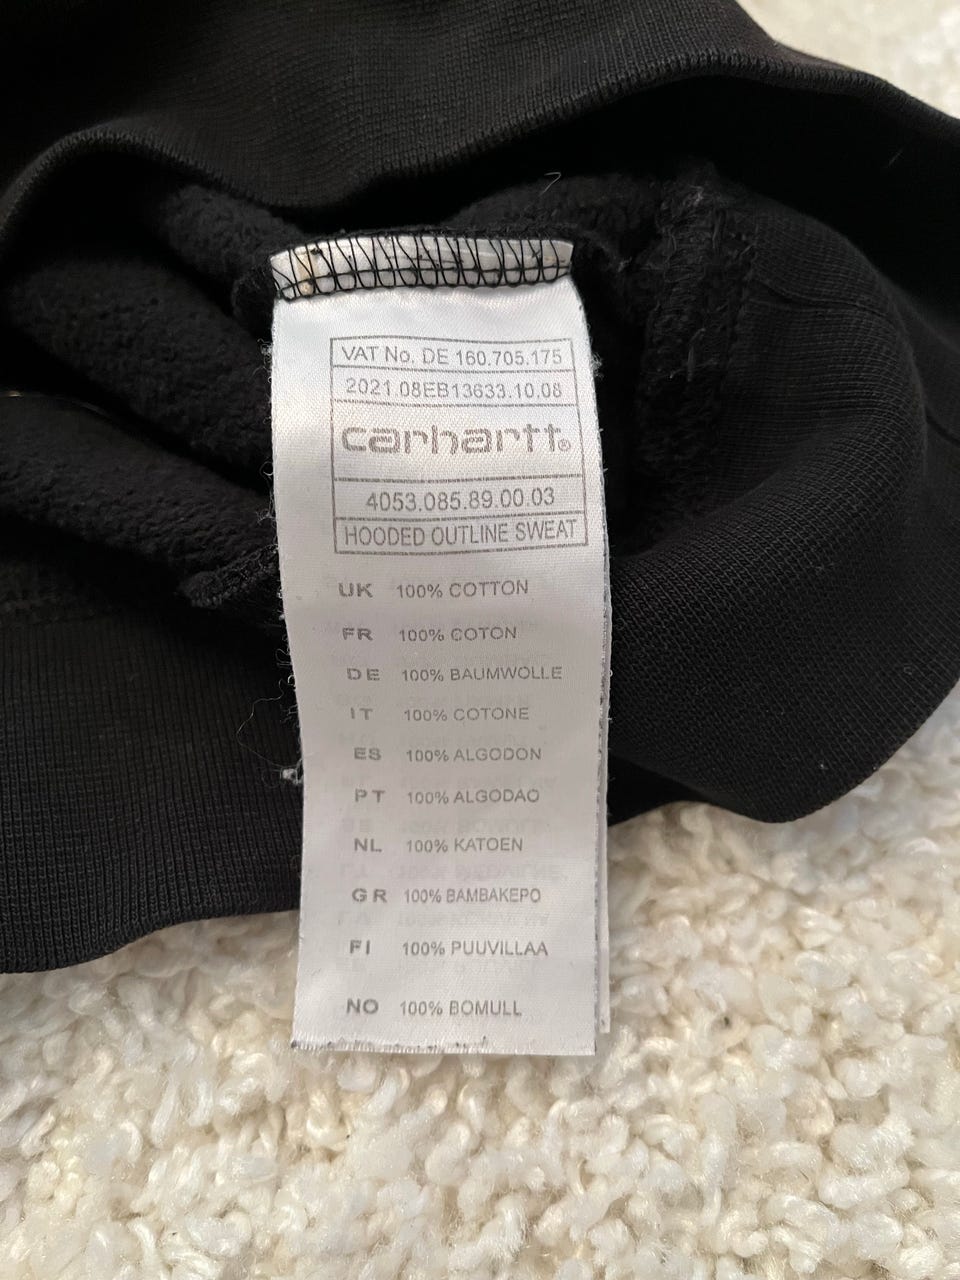 VAT No. DE 160.705.175
2021.08EB13633.10.08
carhartt®
4053.085.89.00.03
HOODED OUTLINE SWEAT
UK 100% COTTON
FR 100% COTON
DE 100% BAUMWOLLE
IT 100% COTONE
ES 100% ALGODON
PT 100% ALGODAO
NL 100% KATOEN
GR 100% BAMBAKEPO
FI 100% PUUVILLAA
NO 100% BOMULL